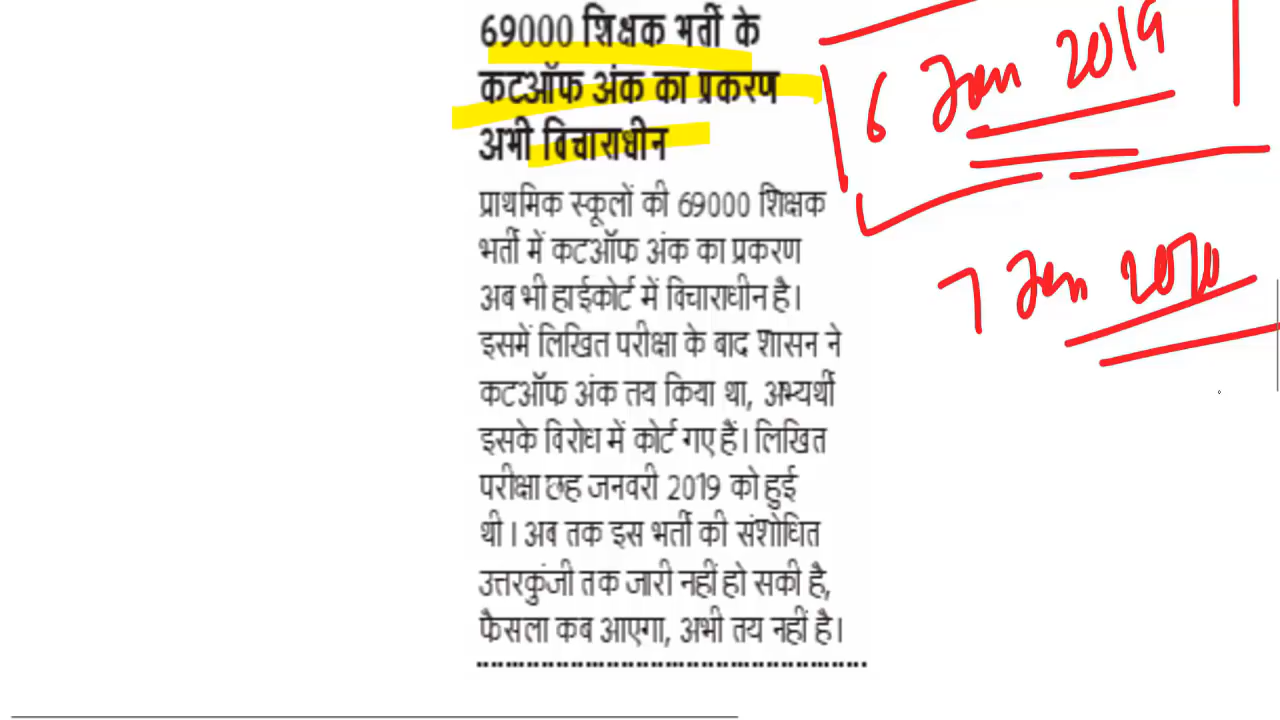 69000 शिक्षक भर्ती के
कटऑफ अंक का प्रकरण
अभी विचाराधीन
प्राथमिक स्कूलों की 69000 शिक्षक
भर्ती में कटऑफ अंक का प्रकरण
अब भी हाईकोर्ट में विचाराधीन है।
इसमें लिखित परीक्षा के बाद शासन ने
कटऑफ अंक तय किया था, अभ्यर्थी
इसके विरोध में कोर्ट गए हैं। लिखित
परीक्षा छह जनवरी 2019 को हुई
थी। अब तक इस भर्ती की संशोधित
उत्तरकुंजी तक जारी नहीं हो सकी है,
फैसला कब आएगा, अभी तय नहीं है।
6 Jan 2019
7 Jan 2020